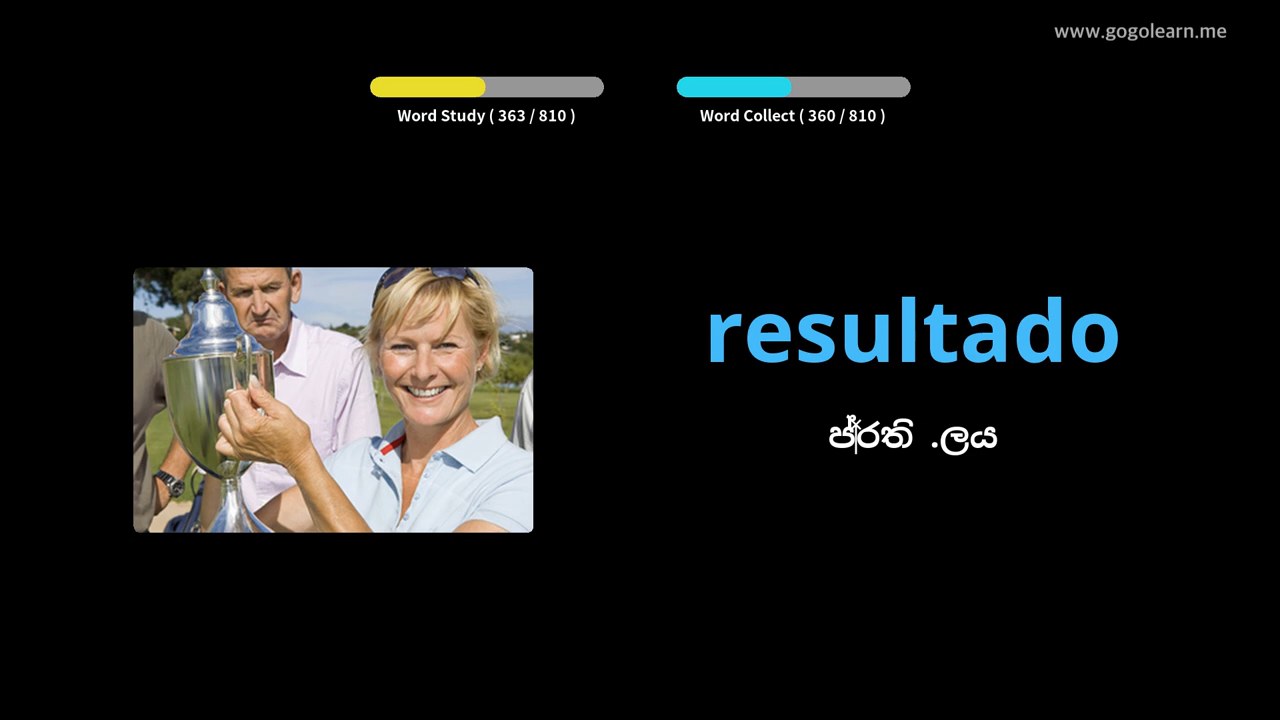 www.gogolearn.me
Word Study ( 363 / 810 )
Word Collect ( 360 / 810 )
resultado
ප්‍රති .ලය